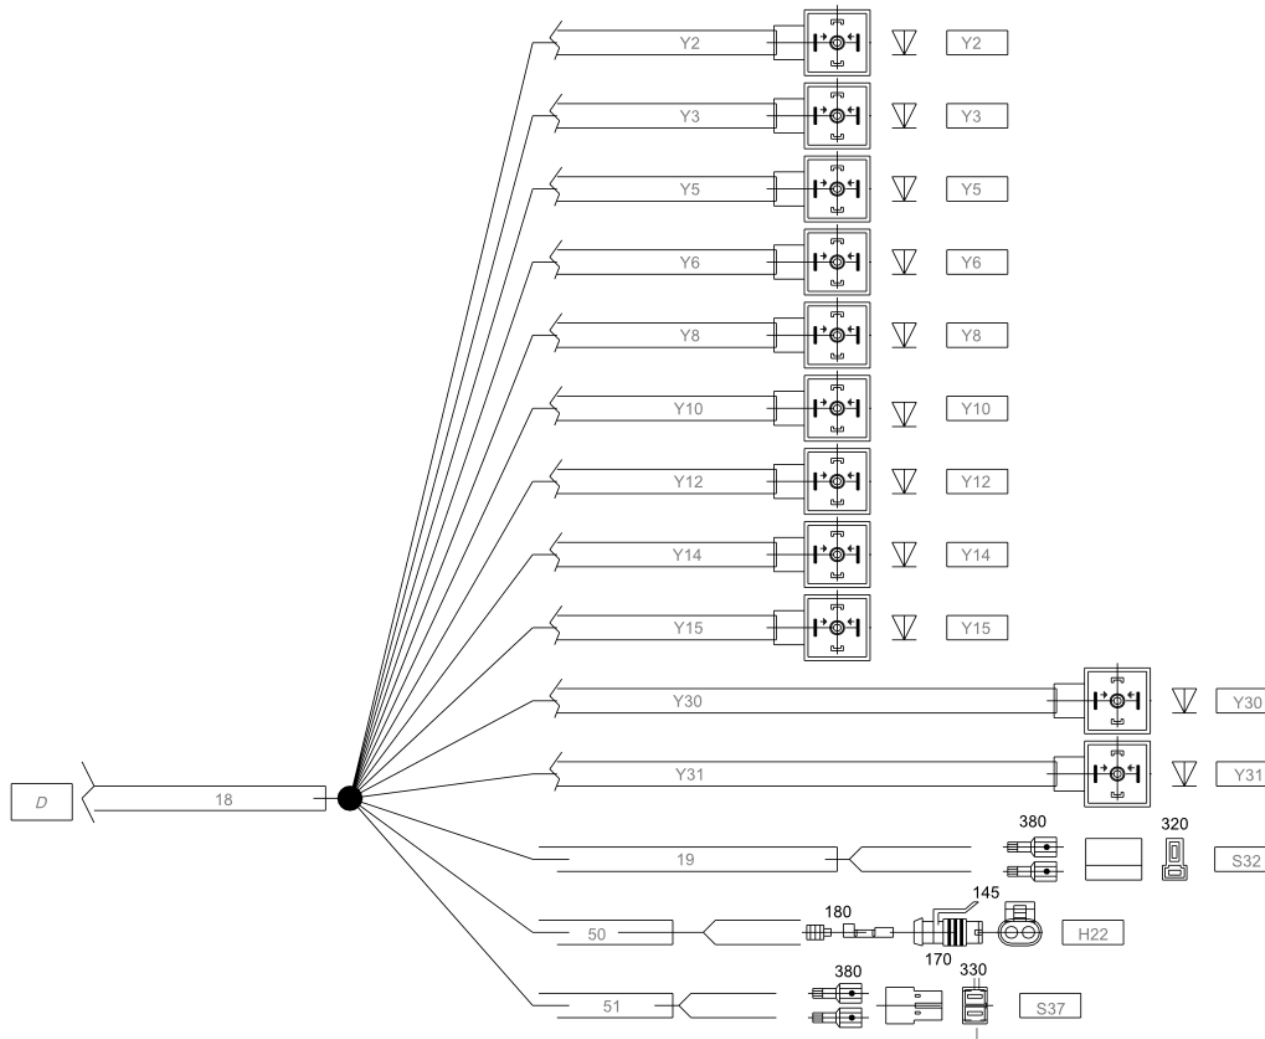 Y2 Y2
Y3 Y3
Y5 Y5
Y6 Y6
Y8 Y8
Y10 Y10
Y12 Y12
Y14 Y14
Y15 Y15
Y30 Y30
Y31 Y31
D 18
380 320
19 S32
145
180
50 H22
170
380 330
51 S37